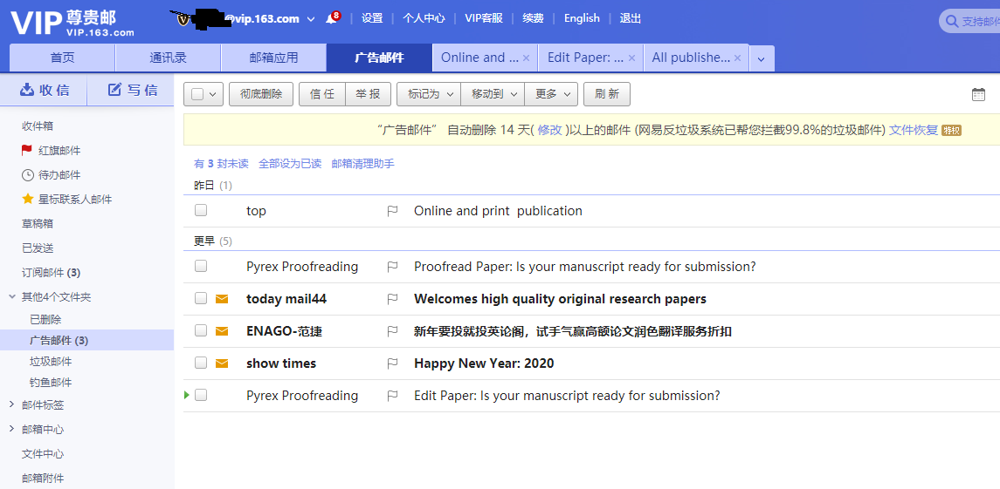 VIP 尊贵邮 VIP.163.com
@vip.163.com 8 设置 个人中心 VIP客服 续费 English 退出
支持邮件
首页 通讯录 邮箱应用 广告邮件 Online and ... × Edit Paper: ... × All publishe... ×
收信 写信
彻底删除 信任 举报 标记为 移动到 更多 刷新
“广告邮件” 自动删除 14 天( 修改 )以上的邮件 (网易反垃圾系统已帮您拦截99.8%的垃圾邮件) 文件恢复 特权
收件箱
红旗邮件
待办邮件
星标联系人邮件
草稿箱
已发送
订阅邮件 (3)
其他4个文件夹
已删除
广告邮件 (3)
垃圾邮件
钓鱼邮件
邮件标签
邮箱中心
文件中心
邮箱附件
有 3 封未读 全部设为已读 邮箱清理助手
昨日 (1)
top Online and print publication
更早 (5)
Pyrex Proofreading Proofread Paper: Is your manuscript ready for submission?
today mail44 Welcomes high quality original research papers
ENAGO-范捷 新年要投就投英论阁，试手气赢高额论文润色翻译服务折扣
show times Happy New Year: 2020
Pyrex Proofreading Edit Paper: Is your manuscript ready for submission?